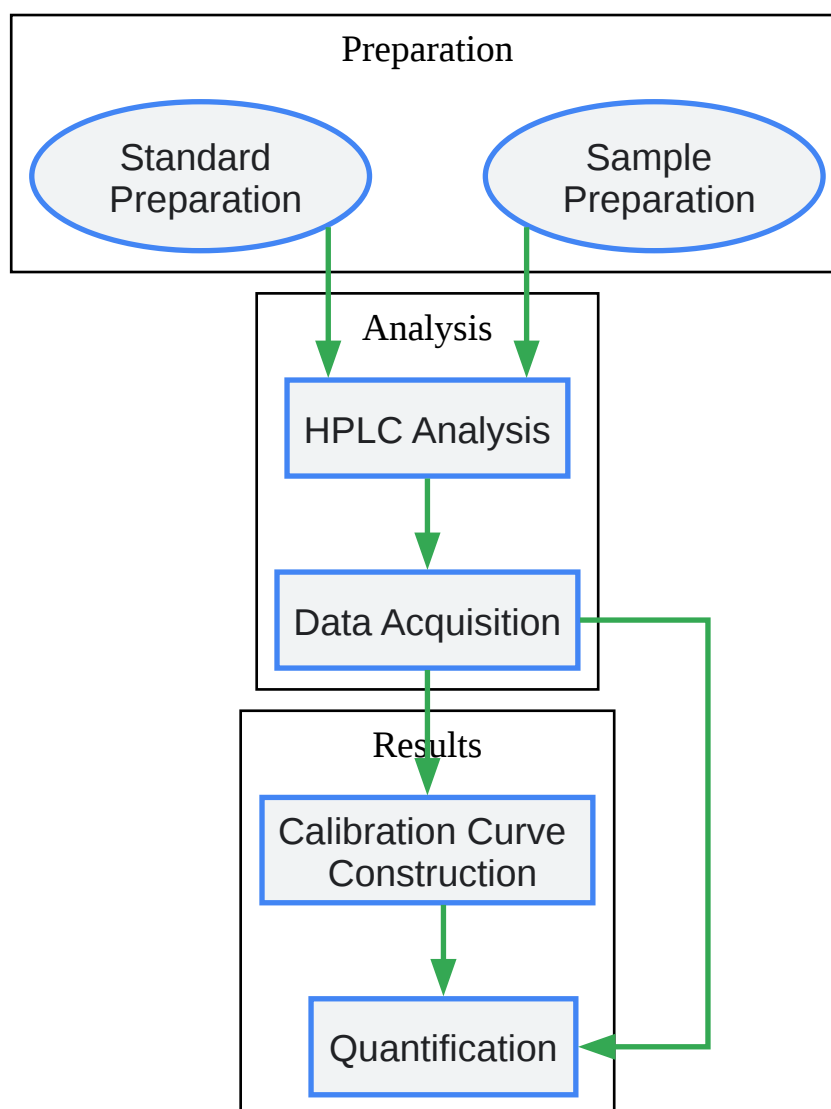 Preparation
Standard
Preparation
Sample
Preparation
Analysis
HPLC Analysis
Data Acquisition
Results
Calibration Curve
Construction
Quantification